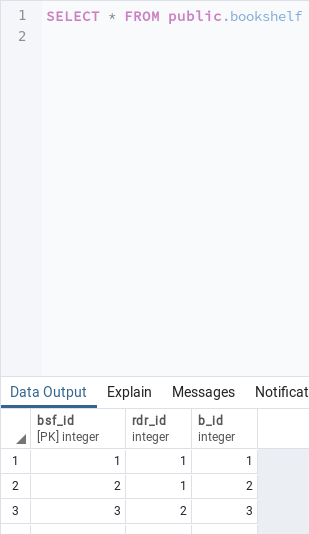 1 SELECT * FROM public.bookshelf
2
Data Output Explain Messages Notificat
bsf_id rdr_id b_id
[PK] integer integer integer
1 1 1 1
2 2 1 2
3 3 2 3